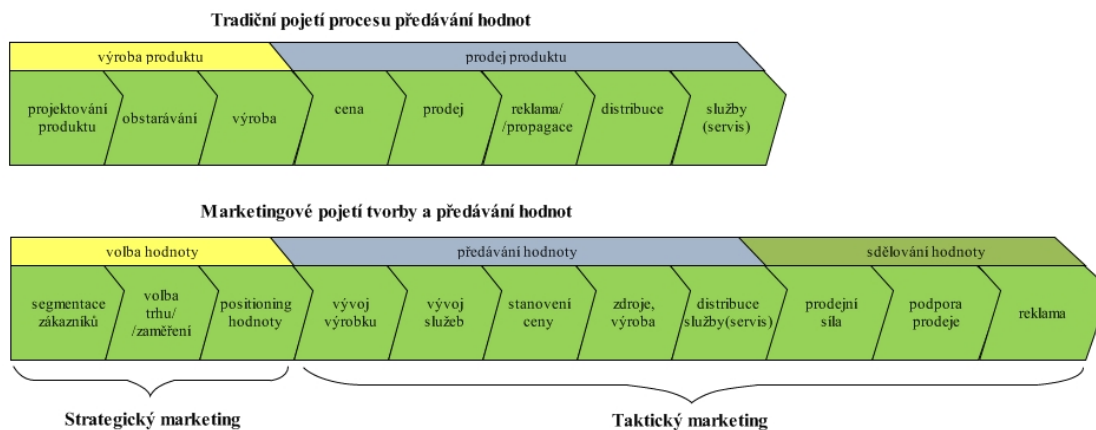 Tradiční pojetí procesu předávání hodnot
výroba produktu
prodej produktu
projektování
produktu
obstarávání
výroba
cena
prodej
reklama/
/propagace
distribuce
služby
(servis)
Marketingové pojetí tvorby a předávání hodnot
volba hodnoty
předávání hodnoty
sdělování hodnoty
segmentace
zákazníků
volba
trhu/
/zaměření
positioning
hodnoty
vývoj
výrobku
vývoj
služeb
stanovení
ceny
zdroje,
výroba
distribuce
služby(servis)
prodejní
síla
podpora
prodeje
reklama
Strategický marketing
Taktický marketing